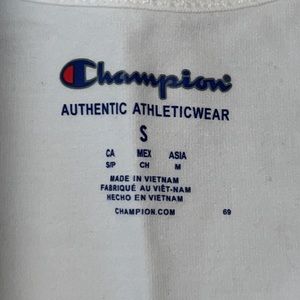 Champion
AUTHENTIC ATHLETICWEAR
S
CA MEX ASIA
S/P CH M
MADE IN VIETNAM
FABRIQUÉ AU VIÊT-NAM
HECHO EN VIETNAM
CHAMPION.COM 69